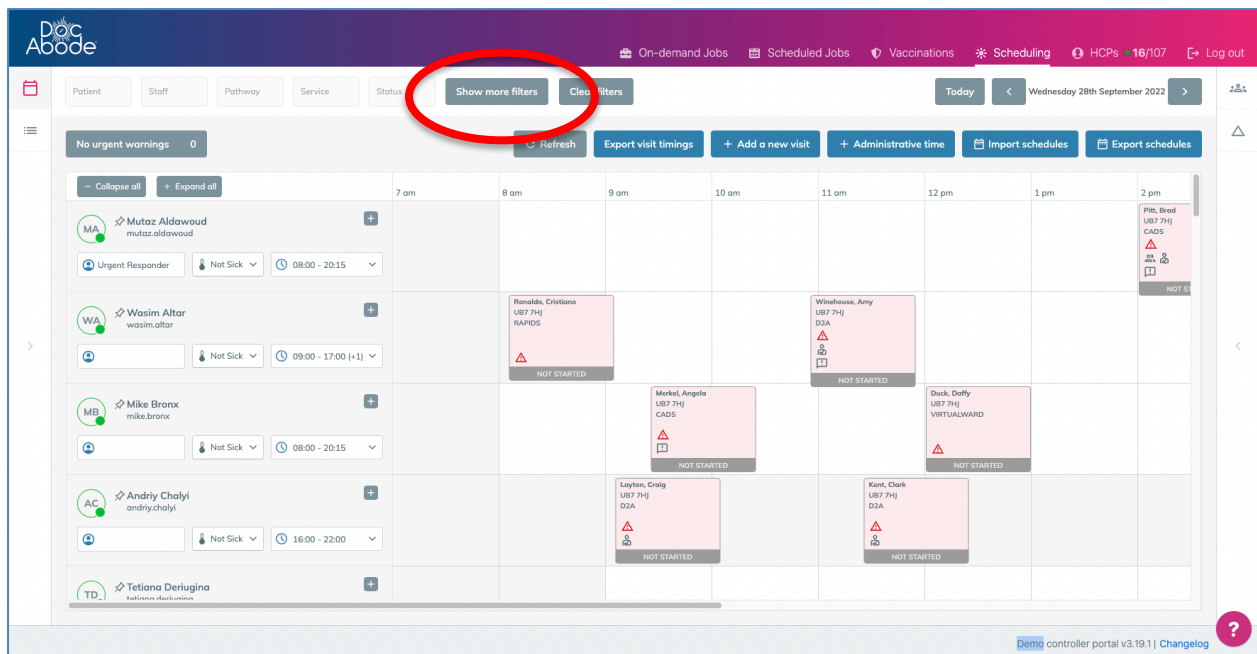 Doc
Abode
On-demand Jobs Scheduled Jobs Vaccinations Scheduling HCPs 16/107 Log out
Patient Staff Pathway Service Status Show more filters Clear filters Today Wednesday 28th September 2022
No urgent warnings 0 Refresh Export visit timings + Add a new visit + Administrative time Import schedules Export schedules
− Collapse all + Expand all 7 am 8 am 9 am 10 am 11 am 12 pm 1 pm 2 pm
MA Mutaz Aldawoud +
mutaz.aldawoud
Urgent Responder Not Sick 08:00 - 20:15
Pitt, Brad
UB7 7HJ
CADS
NOT ST
WA Wasim Altar +
wasim.altar
Not Sick 09:00 - 17:00 (+1)
Ronaldo, Cristiano
UB7 7HJ
RAPIDS
NOT STARTED
Winehouse, Amy
UB7 7HJ
D2A
NOT STARTED
MB Mike Bronx +
mike.bronx
Not Sick 08:00 - 20:15
Merkel, Angela
UB7 7HJ
CADS
NOT STARTED
Duck, Daffy
UB7 7HJ
VIRTUALWARD
NOT STARTED
AC Andriy Chalyi +
andriy.chalyi
Not Sick 16:00 - 22:00
Layton, Craig
UB7 7HJ
D2A
NOT STARTED
Kent, Clark
UB7 7HJ
D2A
NOT STARTED
TD Tetiana Deriugina +
tetiana.deriugina
Demo controller portal v3.19.1 | Changelog
?